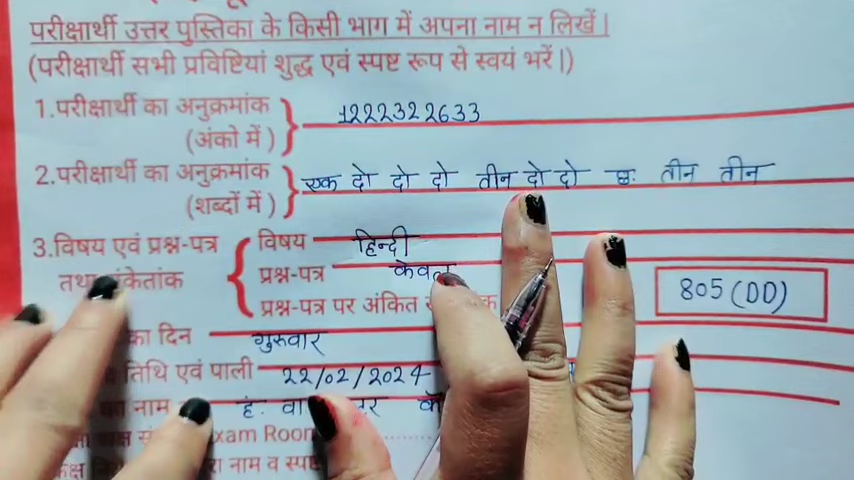 परीक्षार्थी उत्तर पुस्तिका के किसी भाग में अपना नाम न लिखें
(परीक्षार्थी सभी प्रविष्टियां शुद्ध एवं स्पष्ट रूप से स्वयं भरें।)
1.परीक्षार्थी का अनुक्रमांक 1222322633
(अंको में)
2.परीक्षार्थी का अनुक्रमांक एक दो दो दो तीन दो दो छः तीन तीन
(शब्दों में)
3.विषय एवं प्रश्न-पत्र विषय हिन्दी
तथा संकेतांक प्रश्न-पत्र केवल 805(DD)
प्रश्न-पत्र पर अंकित
का दिन गुरुवार
तिथि एवं पाली 22/02/2024
का नाम
Exam Room
नाम व